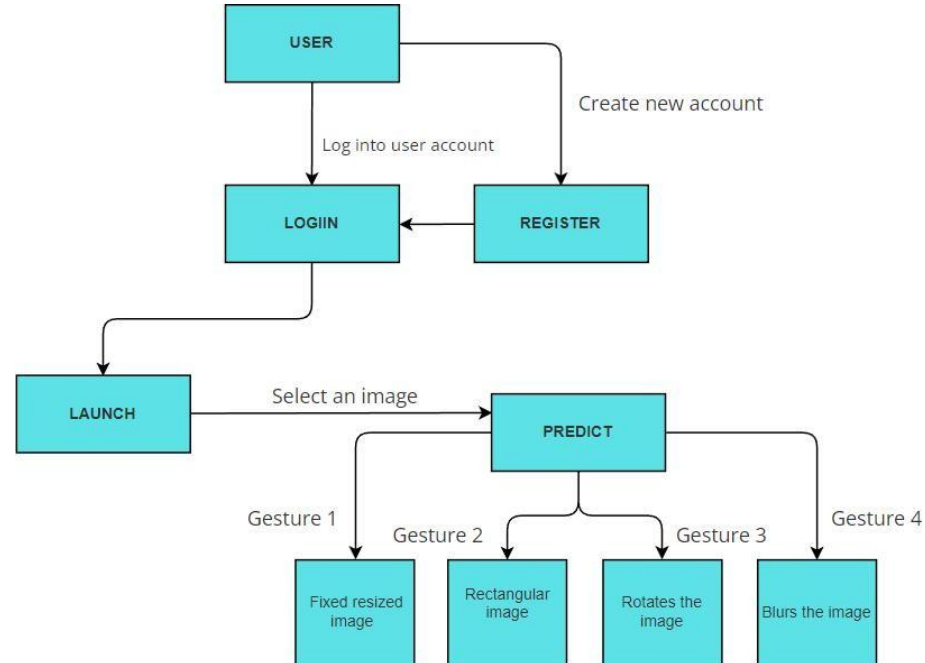 USER
Create new account
Log into user account
LOGIIN
REGISTER
LAUNCH
Select an image
PREDICT
Gesture 1
Gesture 2
Gesture 3
Gesture 4
Fixed resized
image
Rectangular
image
Rotates the
image
Blurs the image